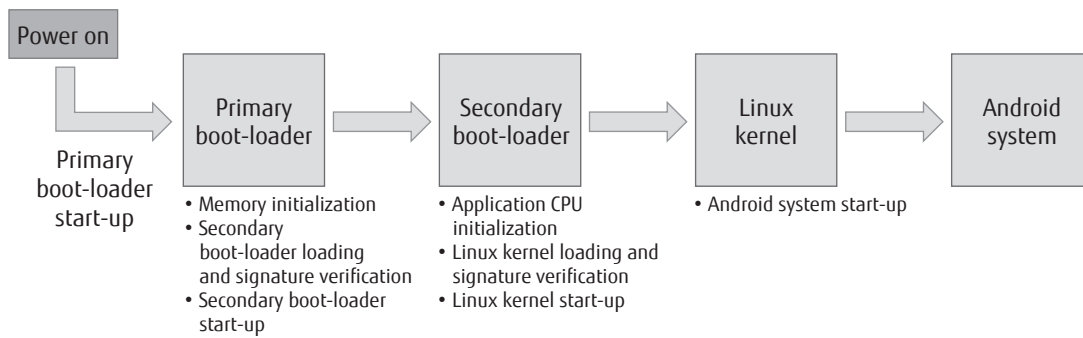 Power on
Primary
boot-loader
start-up
Primary
boot-loader
• Memory initialization
• Secondary
boot-loader loading
and signature verification
• Secondary boot-loader
start-up
Secondary
boot-loader
• Application CPU
initialization
• Linux kernel loading and
signature verification
• Linux kernel start-up
Linux
kernel
• Android system start-up
Android
system